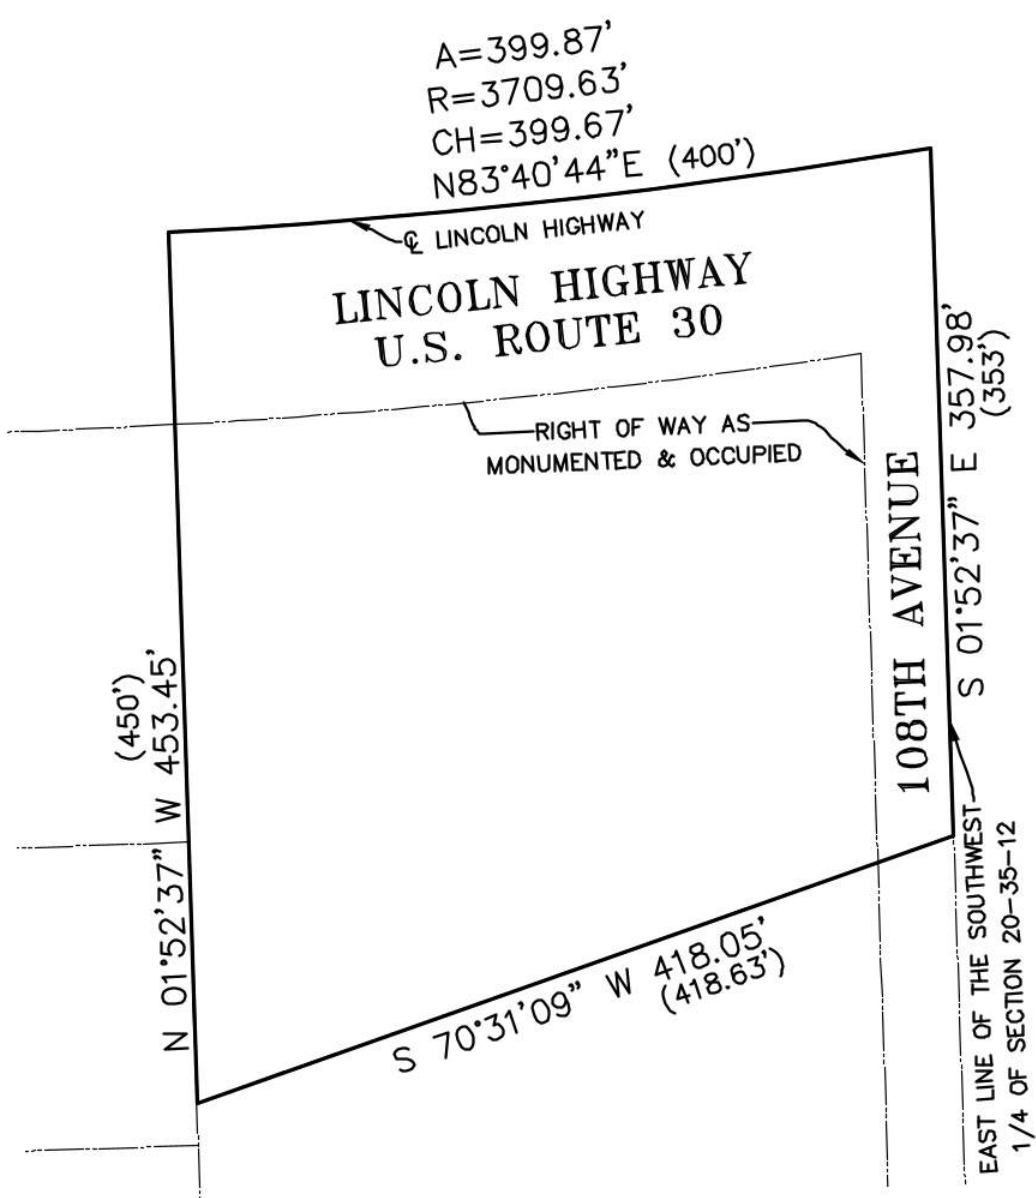 A=399.87'
R=3709.63'
CH=399.67'
N83°40'44"E (400')
℄ LINCOLN HIGHWAY
LINCOLN HIGHWAY
U.S. ROUTE 30
RIGHT OF WAY AS
MONUMENTED & OCCUPIED
108TH AVENUE
S 01°52'37" E 357.98'
(353')
(450')
N 01°52'37" W 453.45'
S 70°31'09" W 418.05'
(418.63')
EAST LINE OF THE SOUTHWEST
1/4 OF SECTION 20-35-12